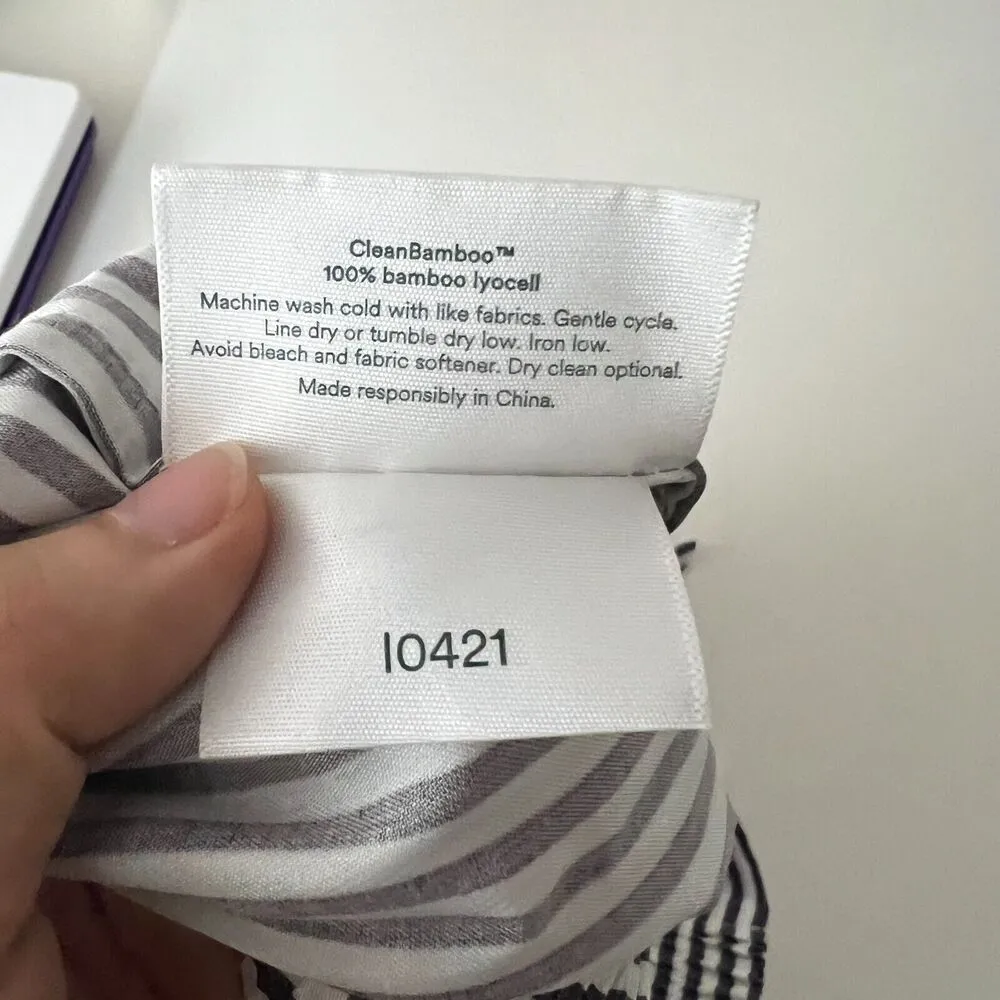 CleanBamboo™
100% bamboo lyocell
Machine wash cold with like fabrics. Gentle cycle.
Line dry or tumble dry low. Iron low.
Avoid bleach and fabric softener. Dry clean optional.
Made responsibly in China.
I0421